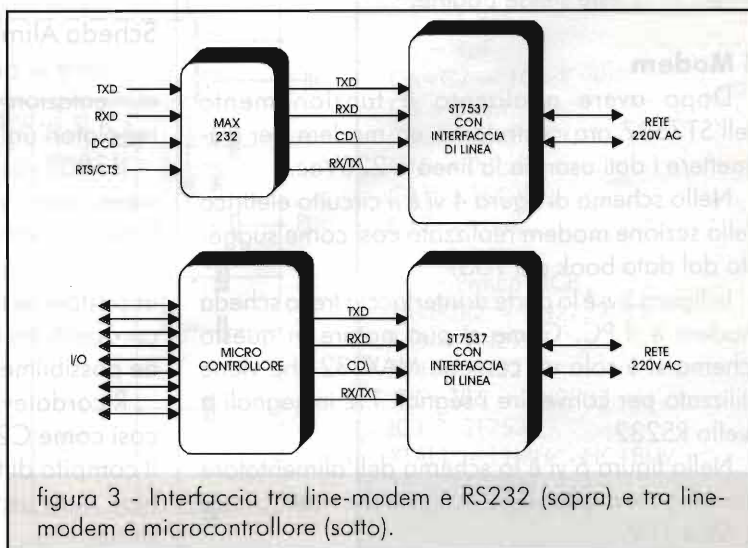 TXD
RXD
DCD
RTS/CTS
MAX
232
TXD
RXD
CD\
RX/TX\
ST7537
CON
INTERFACCIA
DI LINEA
RETE
220V AC
I/O
MICRO
CONTROLLORE
TXD
RXD
CD\
RX/TX\
ST7537
CON
INTERFACCIA
DI LINEA
RETE
220V AC
figura 3 - Interfaccia tra line-modem e RS232 (sopra) e tra line-
modem e microcontrollore (sotto).